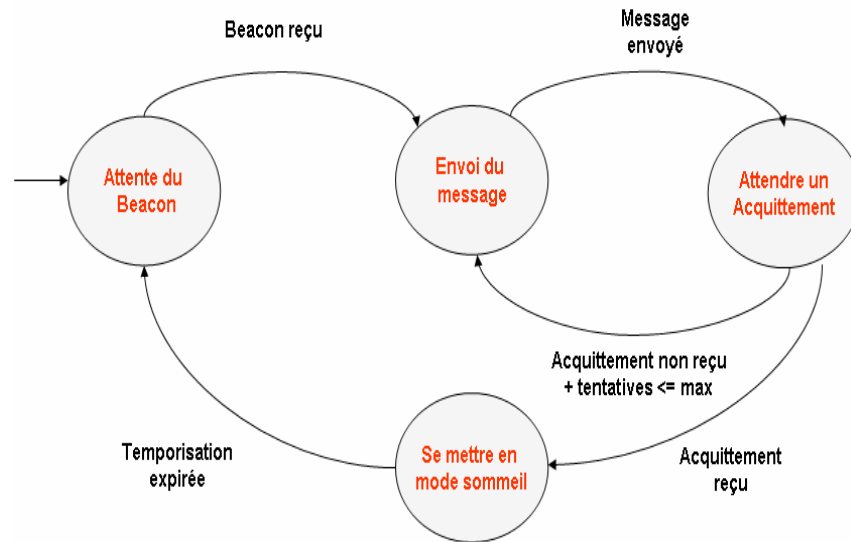 Beacon reçu
Message
envoyé
Attente du
Beacon
Envoi du
message
Attendre un
Acquittement
Acquittement non reçu
+ tentatives <= max
Temporisation
expirée
Se mettre en
mode sommeil
Acquittement
reçu